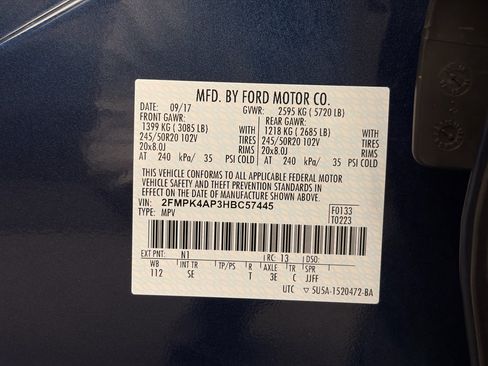 MFD. BY FORD MOTOR CO.
DATE: 09/17 GVWR: 2595 KG ( 5720 LB)
FRONT GAWR: REAR GAWR:
1399 KG ( 3085 LB) WITH 1218 KG ( 2685 LB) WITH
245/50R20 102V TIRES 245/50R20 102V TIRES
20x8.0J RIMS 20x8.0J RIMS
AT 240 kPa/ 35 PSI COLD AT 240 kPa/ 35 PSI COLD
THIS VEHICLE CONFORMS TO ALL APPLICABLE FEDERAL MOTOR
VEHICLE SAFETY AND THEFT PREVENTION STANDARDS IN
EFFECT ON THE DATE OF MANUFACTURE SHOWN ABOVE.
VIN: 2FMPK4AP3HBC57445 F0133
TYPE: MPV T0223
EXT PNT: N1 RC: 13 DSO:
WB INT TR TP/PS R AXLE TR SPR
112 SE T 3E C JJFF
UTC 5U5A-1520472-BA